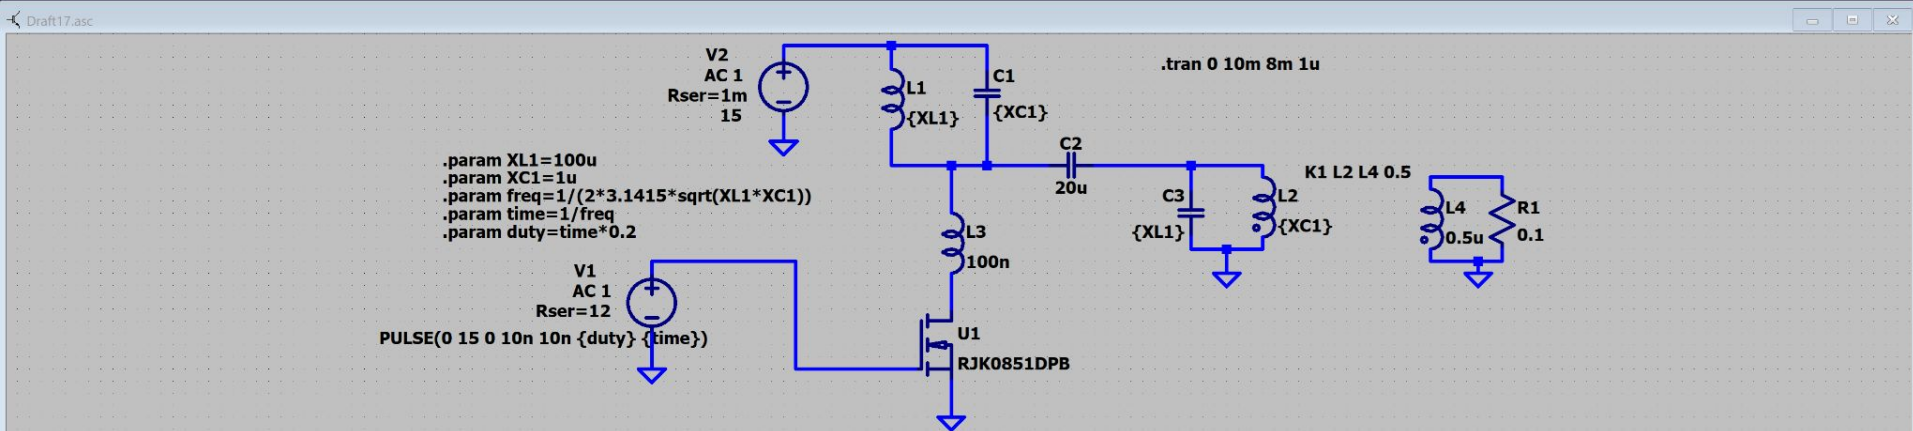 Draft17.asc
V2
AC 1
Rser=1m
15
L1
{XL1}
C1
{XC1}
.tran 0 10m 8m 1u
.param XL1=100u
.param XC1=1u
.param freq=1/(2*3.1415*sqrt(XL1*XC1))
.param time=1/freq
.param duty=time*0.2
C2
20u
C3
{XL1}
L2
{XC1}
K1 L2 L4 0.5
L4
0.5u
R1
0.1
L3
100n
V1
AC 1
Rser=12
PULSE(0 15 0 10n 10n {duty} {time})
U1
RJK0851DPB